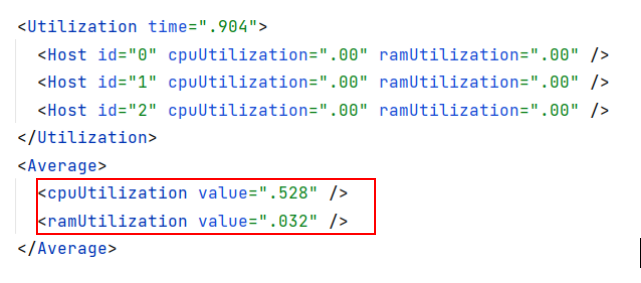 <Utilization time=".904">
<Host id="0" cpuUtilization=".00" ramUtilization=".00" />
<Host id="1" cpuUtilization=".00" ramUtilization=".00" />
<Host id="2" cpuUtilization=".00" ramUtilization=".00" />
</Utilization>
<Average>
<cpuUtilization value=".528" />
<ramUtilization value=".032" />
</Average>